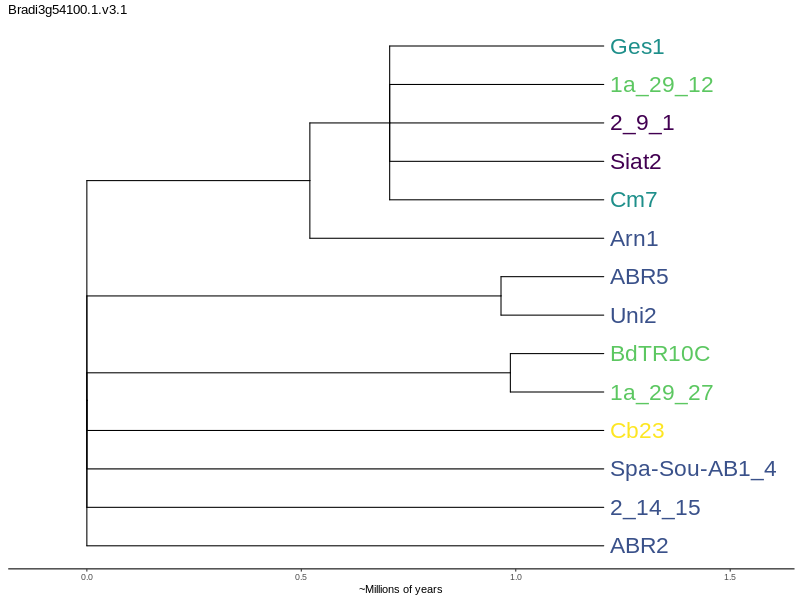 Bradi3g54100.1.v3.1
Ges1
1a_29_12
2_9_1
Siat2
Cm7
Arn1
ABR5
Uni2
BdTR10C
1a_29_27
Cb23
Spa-Sou-AB1_4
2_14_15
ABR2
0.0 0.5 1.0 1.5
~Millions of years